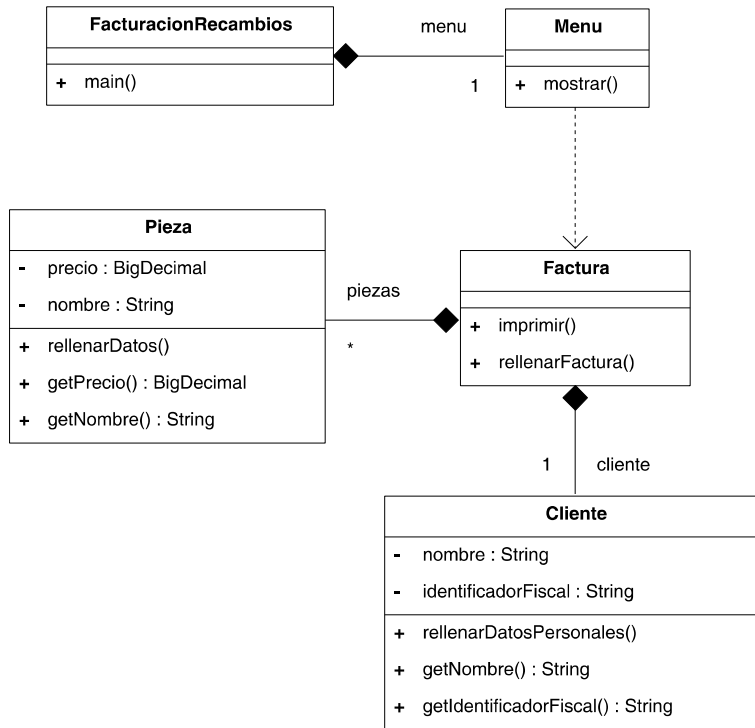 FacturacionRecambios
+ main()
menu
1
Menu
+ mostrar()
Pieza
- precio : BigDecimal
- nombre : String
+ rellenarDatos()
+ getPrecio() : BigDecimal
+ getNombre() : String
piezas
*
Factura
+ imprimir()
+ rellenarFactura()
1 cliente
Cliente
- nombre : String
- identificadorFiscal : String
+ rellenarDatosPersonales()
+ getNombre() : String
+ getIdentificadorFiscal() : String